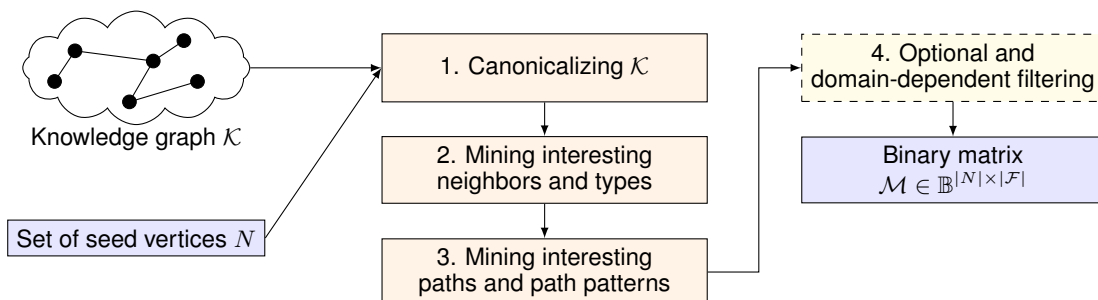 Knowledge graph 𝒦
Set of seed vertices N
1. Canonicalizing 𝒦
2. Mining interesting
neighbors and types
3. Mining interesting
paths and path patterns
4. Optional and
domain-dependent filtering
Binary matrix
ℳ ∈ 𝔹^{|N|×|ℱ|}